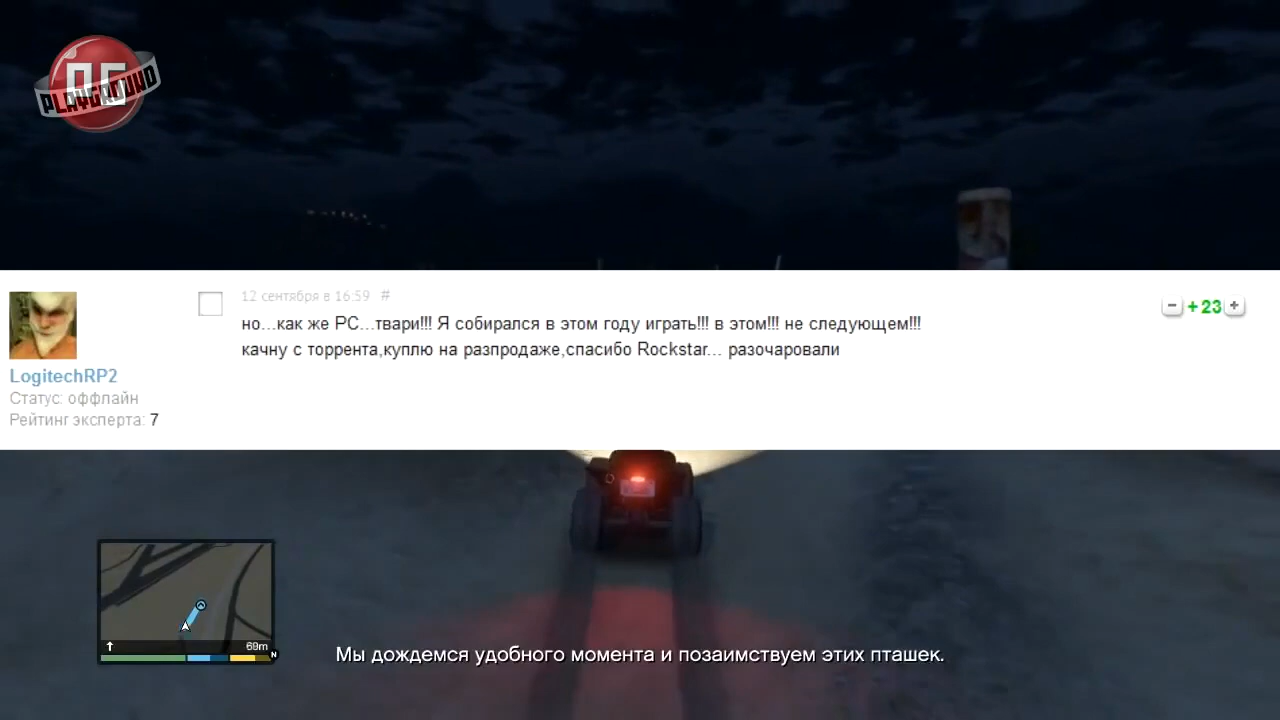 PG
PLAYGROUND
12 сентября в 16:59 #
но...как же PC...твари!!! Я собирался в этом году играть!!! в этом!!! не следующем!!!
качну с торрента,куплю на разпродаже,спасибо Rockstar... разочаровали
+23
LogitechRP2
Статус: оффлайн
Рейтинг эксперта: 7
69m
N
Мы дождемся удобного момента и позаимствуем этих пташек.